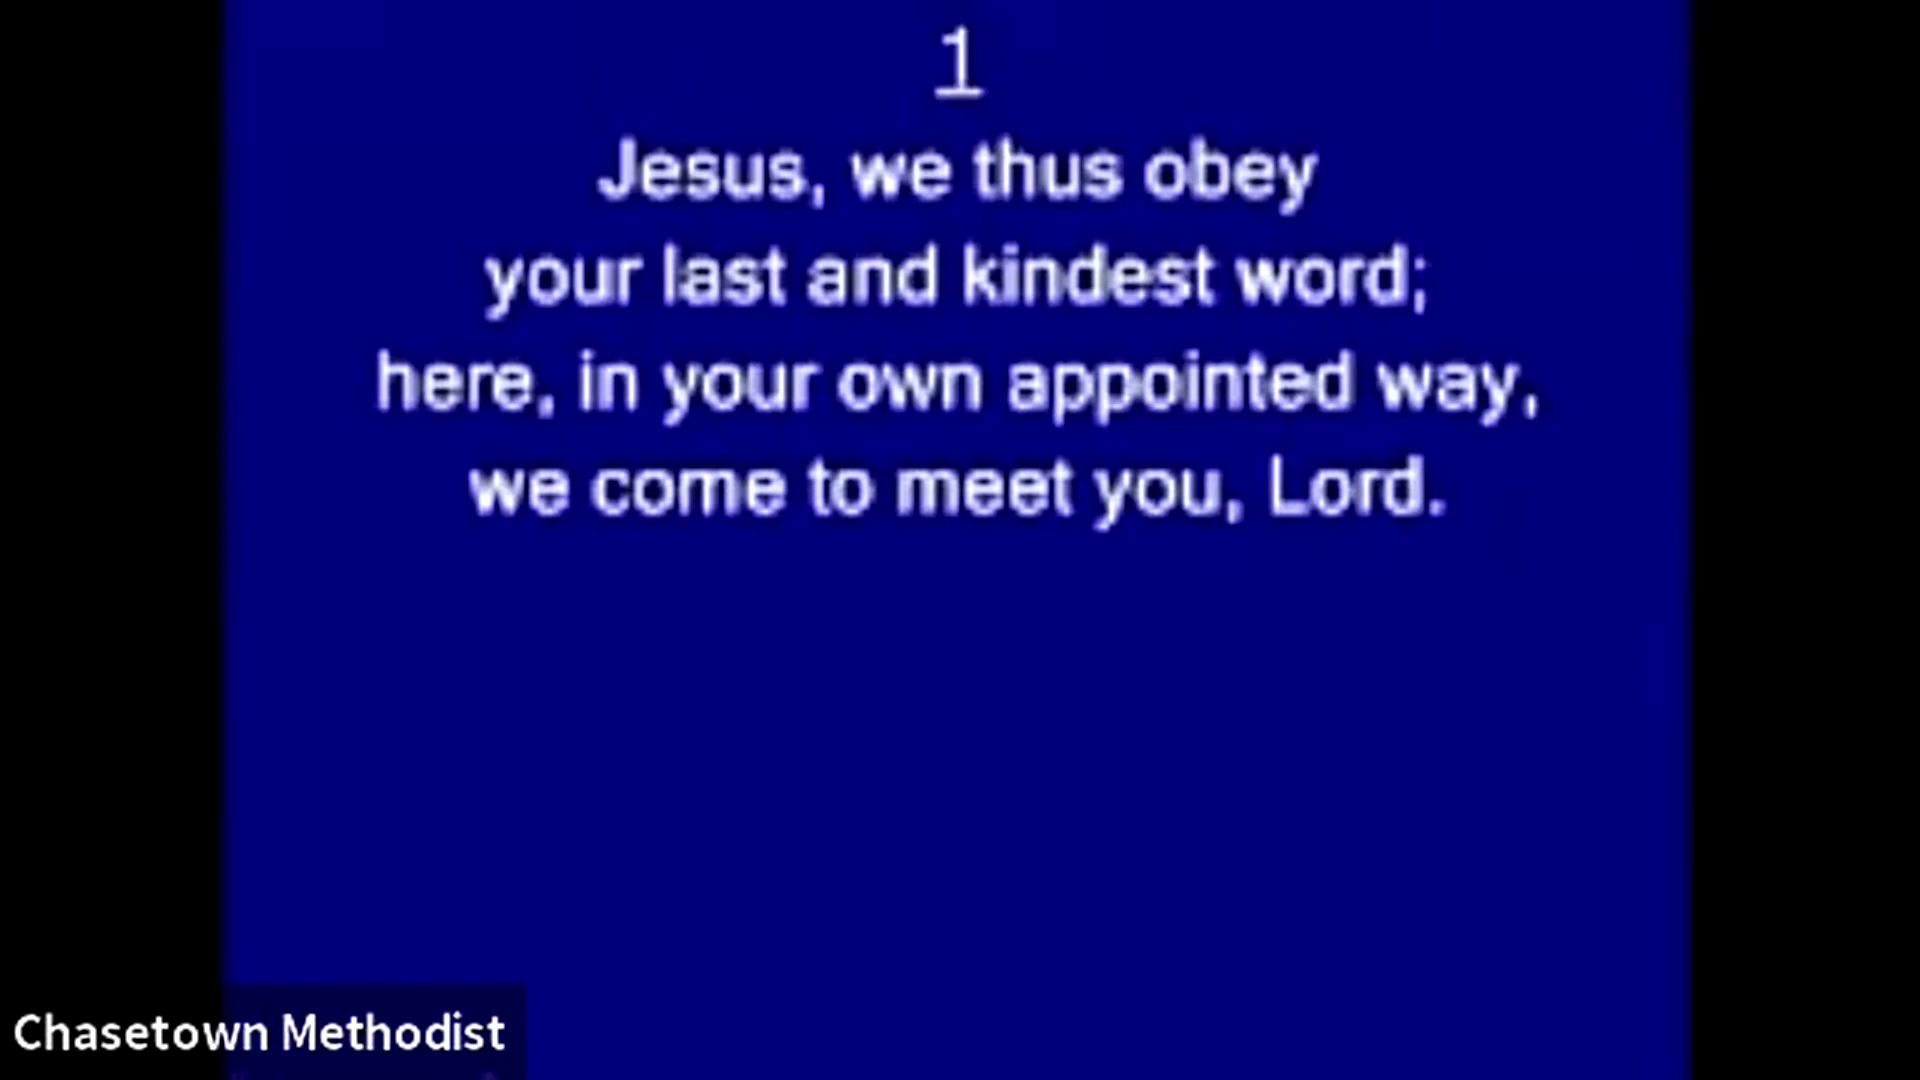 1
Jesus, we thus obey
your last and kindest word;
here, in your own appointed way,
we come to meet you, Lord.
Chasetown Methodist